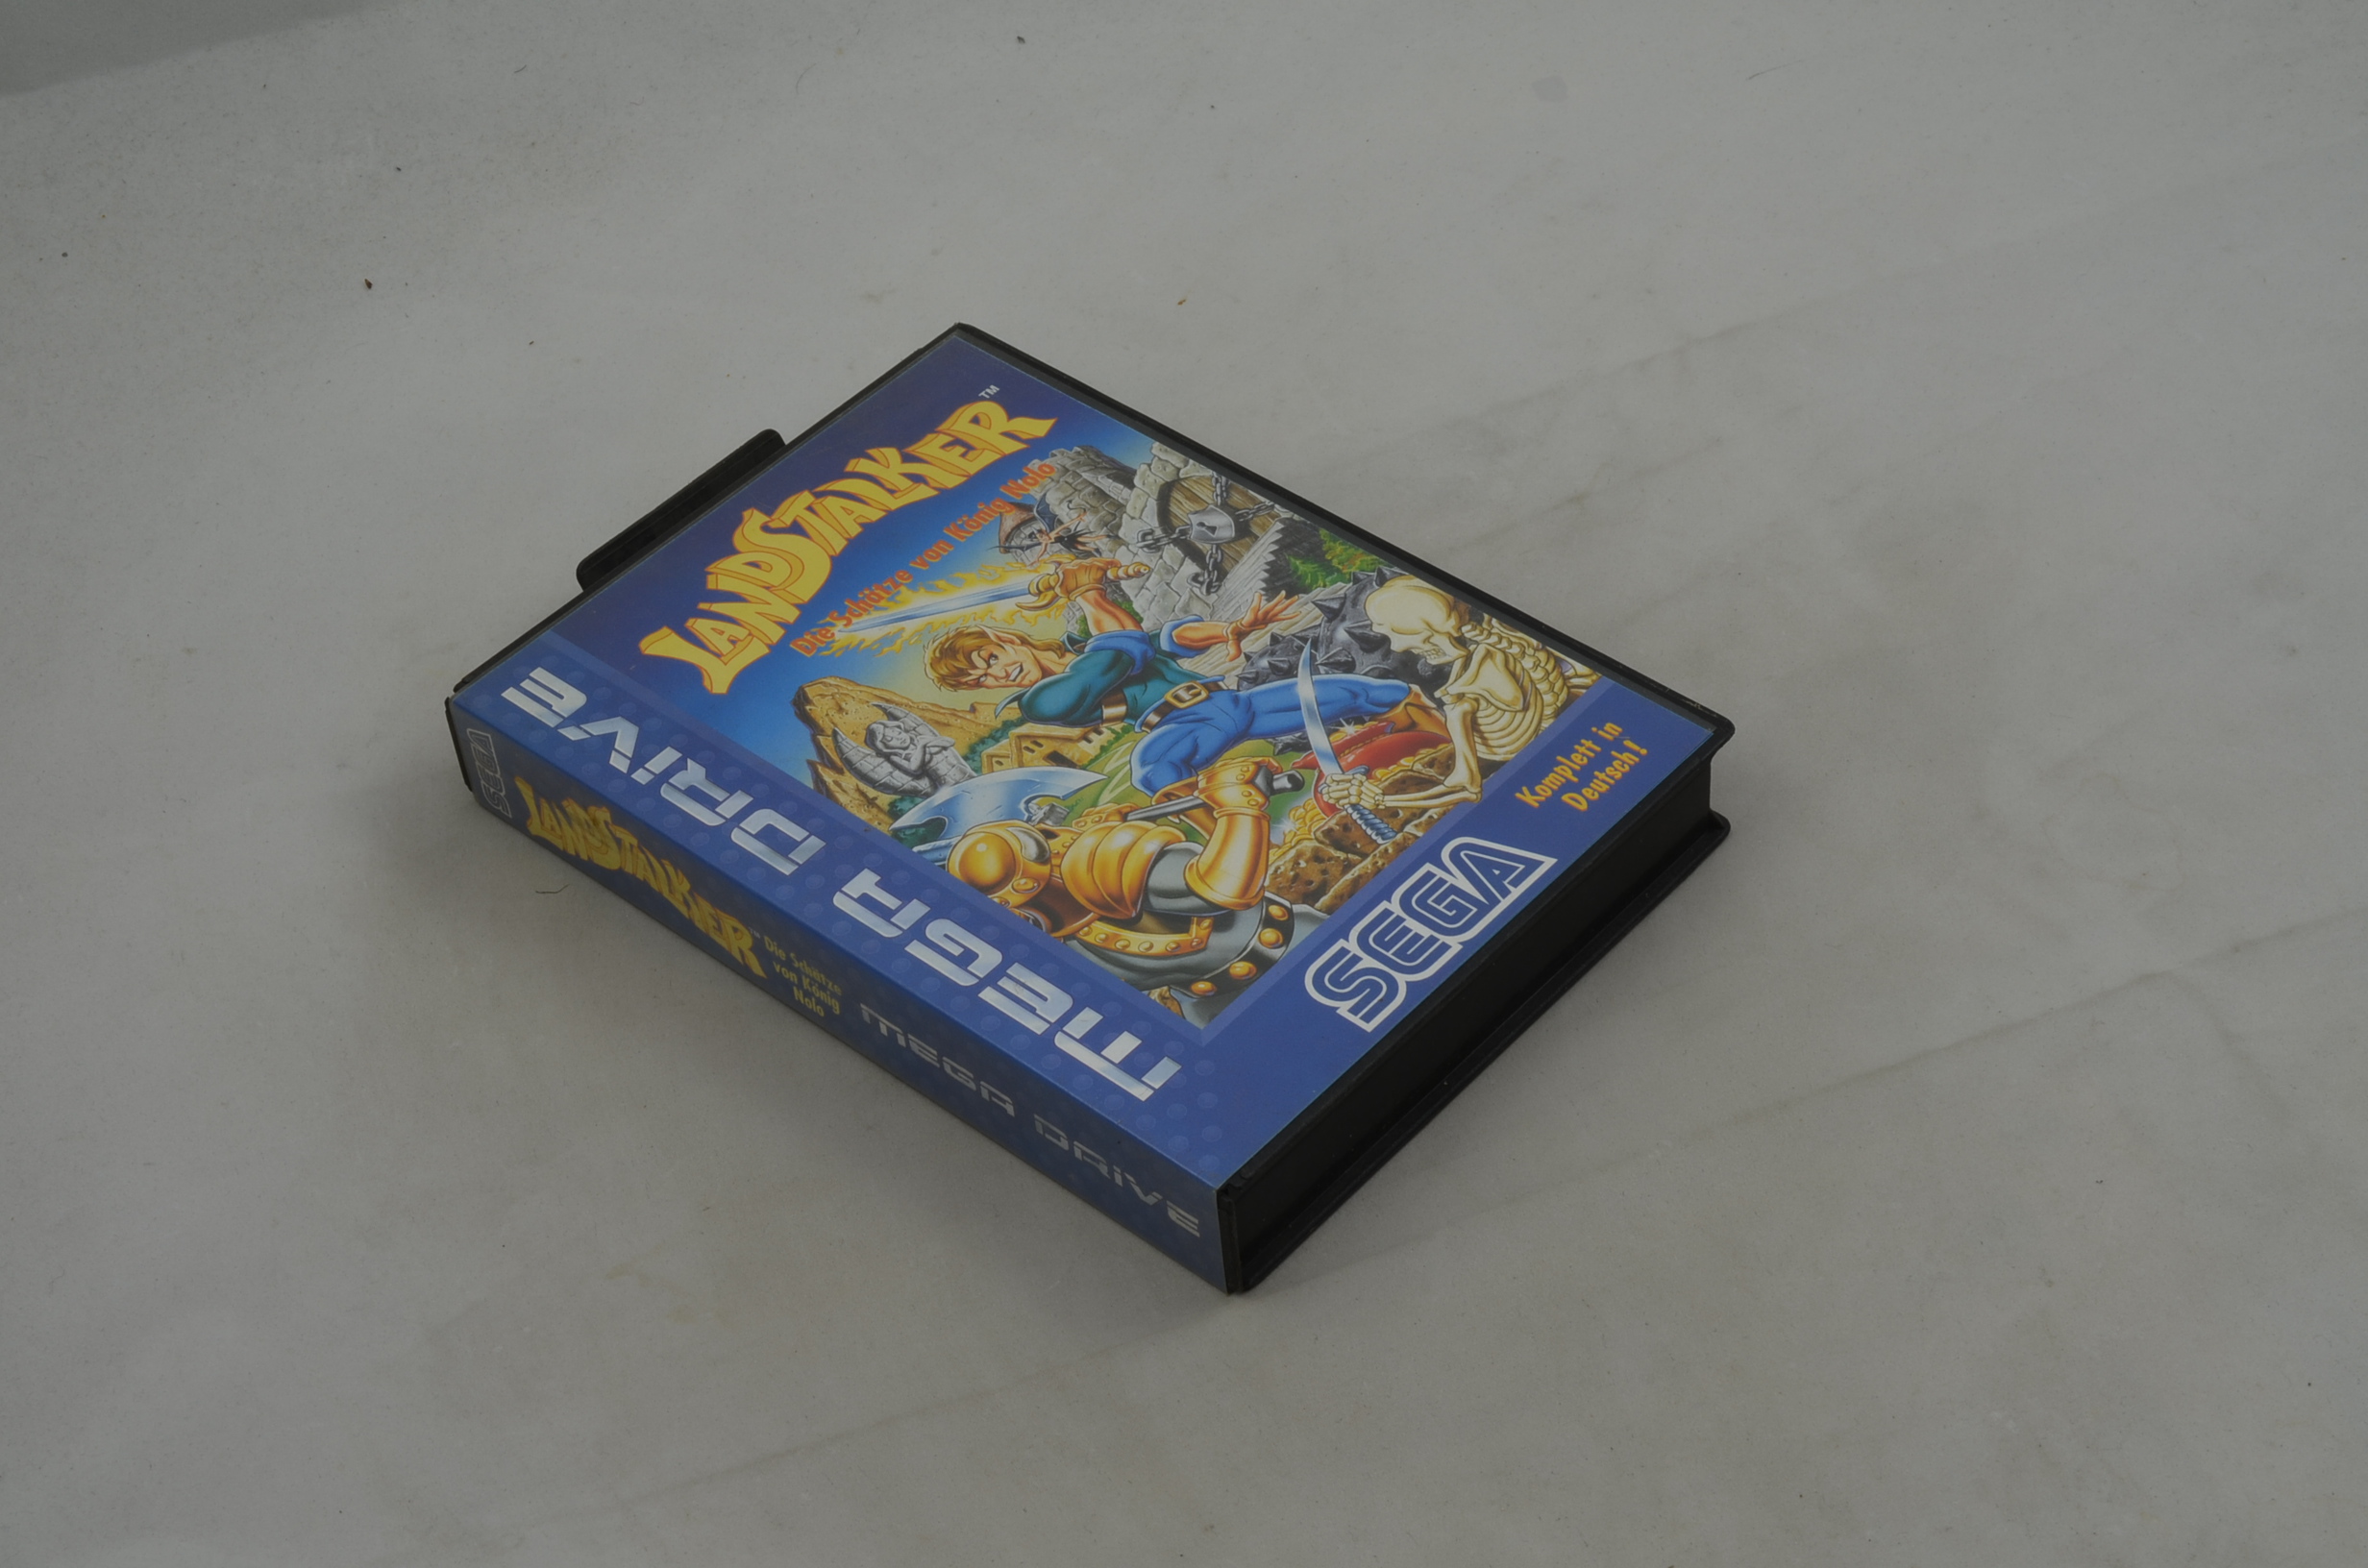 LANDSTALKER™
Die Schätze von König Nolo
MEGA DRIVE
Komplett in
Deutsch!
SEGA
SEGA
LANDSTALKER™
Die Schätze
von König
Nolo
MEGA DRIVE